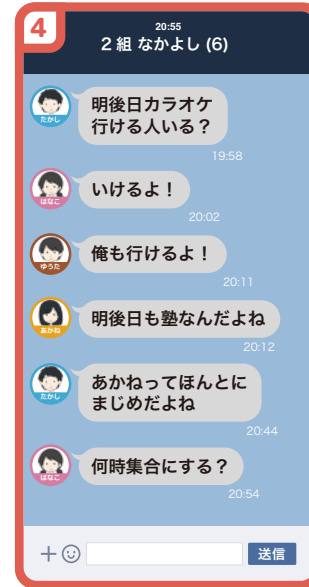 4
20:55
2組 なかよし (6)
たかし
明後日カラオケ
行ける人いる？
19:58
はなこ
いけるよ！
20:02
ゆうた
俺も行けるよ！
20:11
あかね
明後日も塾なんだよね
20:12
たかし
あかねってほんとに
まじめだよね
20:44
はなこ
何時集合にする？
20:54
送信